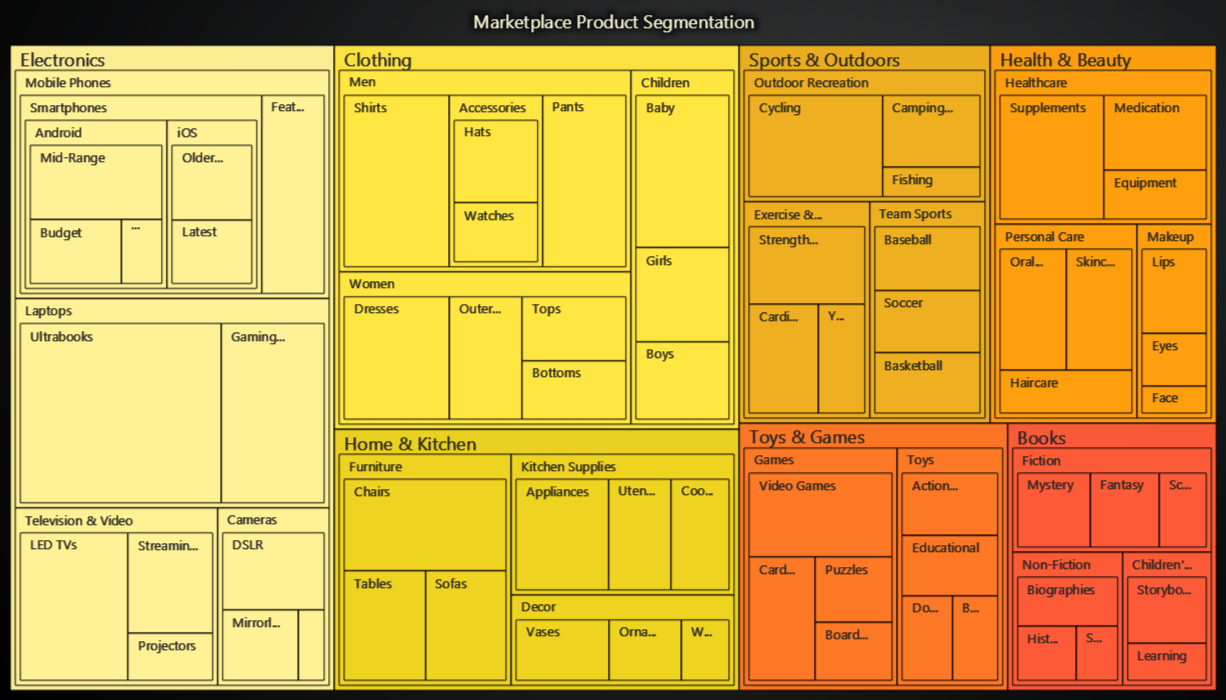 Marketplace Product Segmentation
Electronics
Mobile Phones
Smartphones
Android
Mid-Range
Budget
...
iOS
Older...
Latest
Feat...
Laptops
Ultrabooks
Gaming...
Television & Video
LED TVs
Streamin...
Projectors
Cameras
DSLR
Mirrorl...
Clothing
Men
Shirts
Accessories
Hats
Watches
Pants
Women
Dresses
Outer...
Tops
Bottoms
Children
Baby
Girls
Boys
Home & Kitchen
Furniture
Chairs
Tables
Sofas
Kitchen Supplies
Appliances
Uten...
Coo...
Decor
Vases
Orna...
W...
Sports & Outdoors
Outdoor Recreation
Cycling
Camping...
Fishing
Exercise &...
Strength...
Cardi...
Y...
Team Sports
Baseball
Soccer
Basketball
Health & Beauty
Healthcare
Supplements
Medication
Equipment
Personal Care
Oral...
Skinc...
Haircare
Makeup
Lips
Eyes
Face
Toys & Games
Games
Video Games
Card...
Puzzles
Board...
Toys
Action...
Educational
Do...
B...
Books
Fiction
Mystery
Fantasy
Sc...
Non-Fiction
Biographies
Hist...
S...
Children'...
Storybo...
Learning